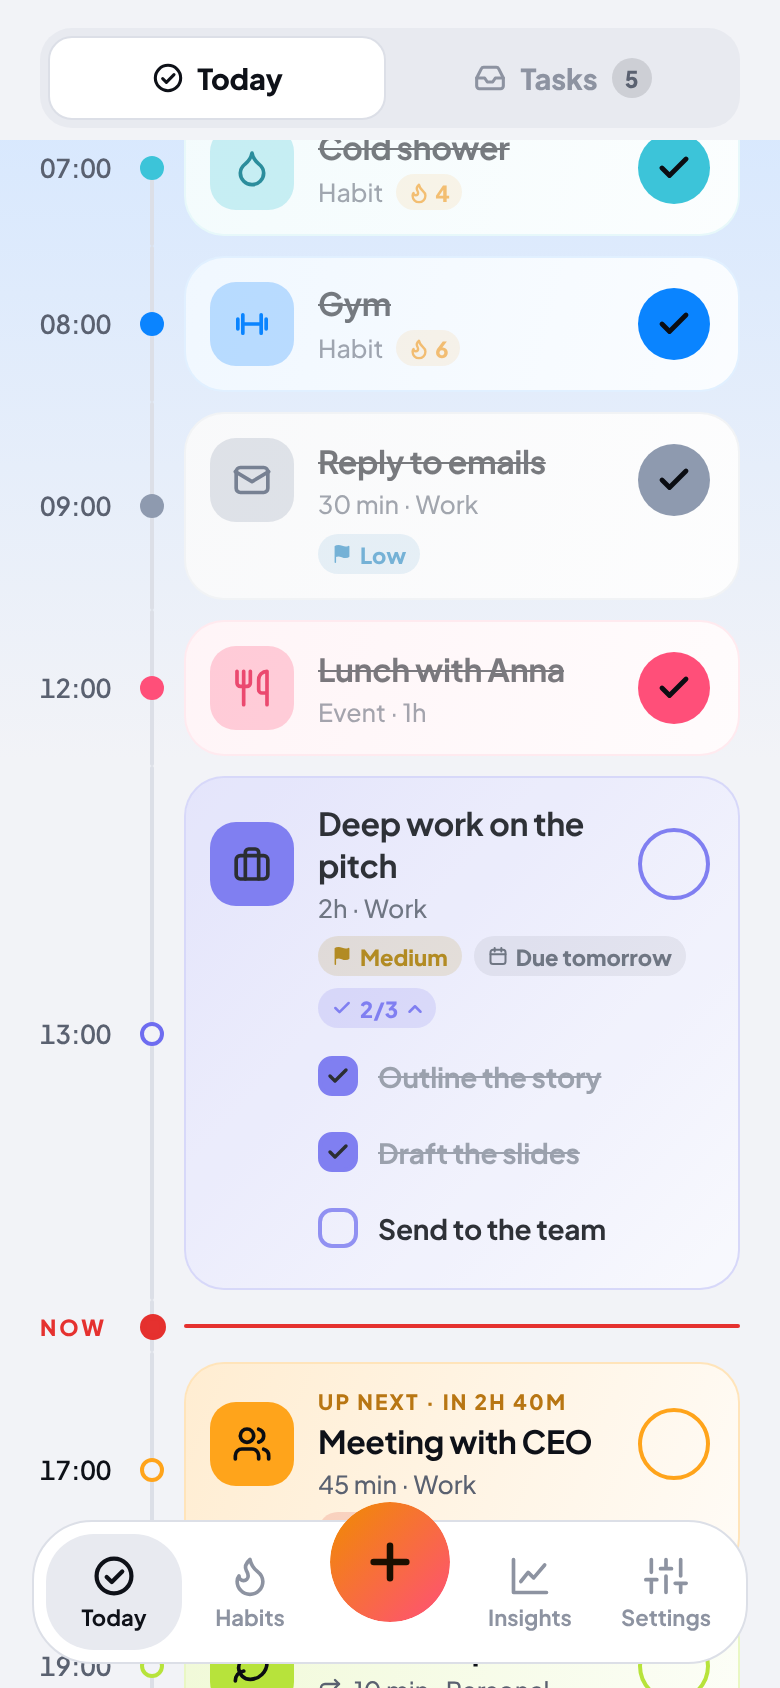 Today
Tasks 5
07:00
Cold shower
Habit 4
08:00
Gym
Habit 6
09:00
Reply to emails
30 min · Work
Low
12:00
Lunch with Anna
Event · 1h
13:00
Deep work on the
pitch
2h · Work
Medium
Due tomorrow
2/3
Outline the story
Draft the slides
Send to the team
NOW
17:00
UP NEXT · IN 2H 40M
Meeting with CEO
45 min · Work
Today
Habits
Insights
Settings
19:00
10 min · Personal